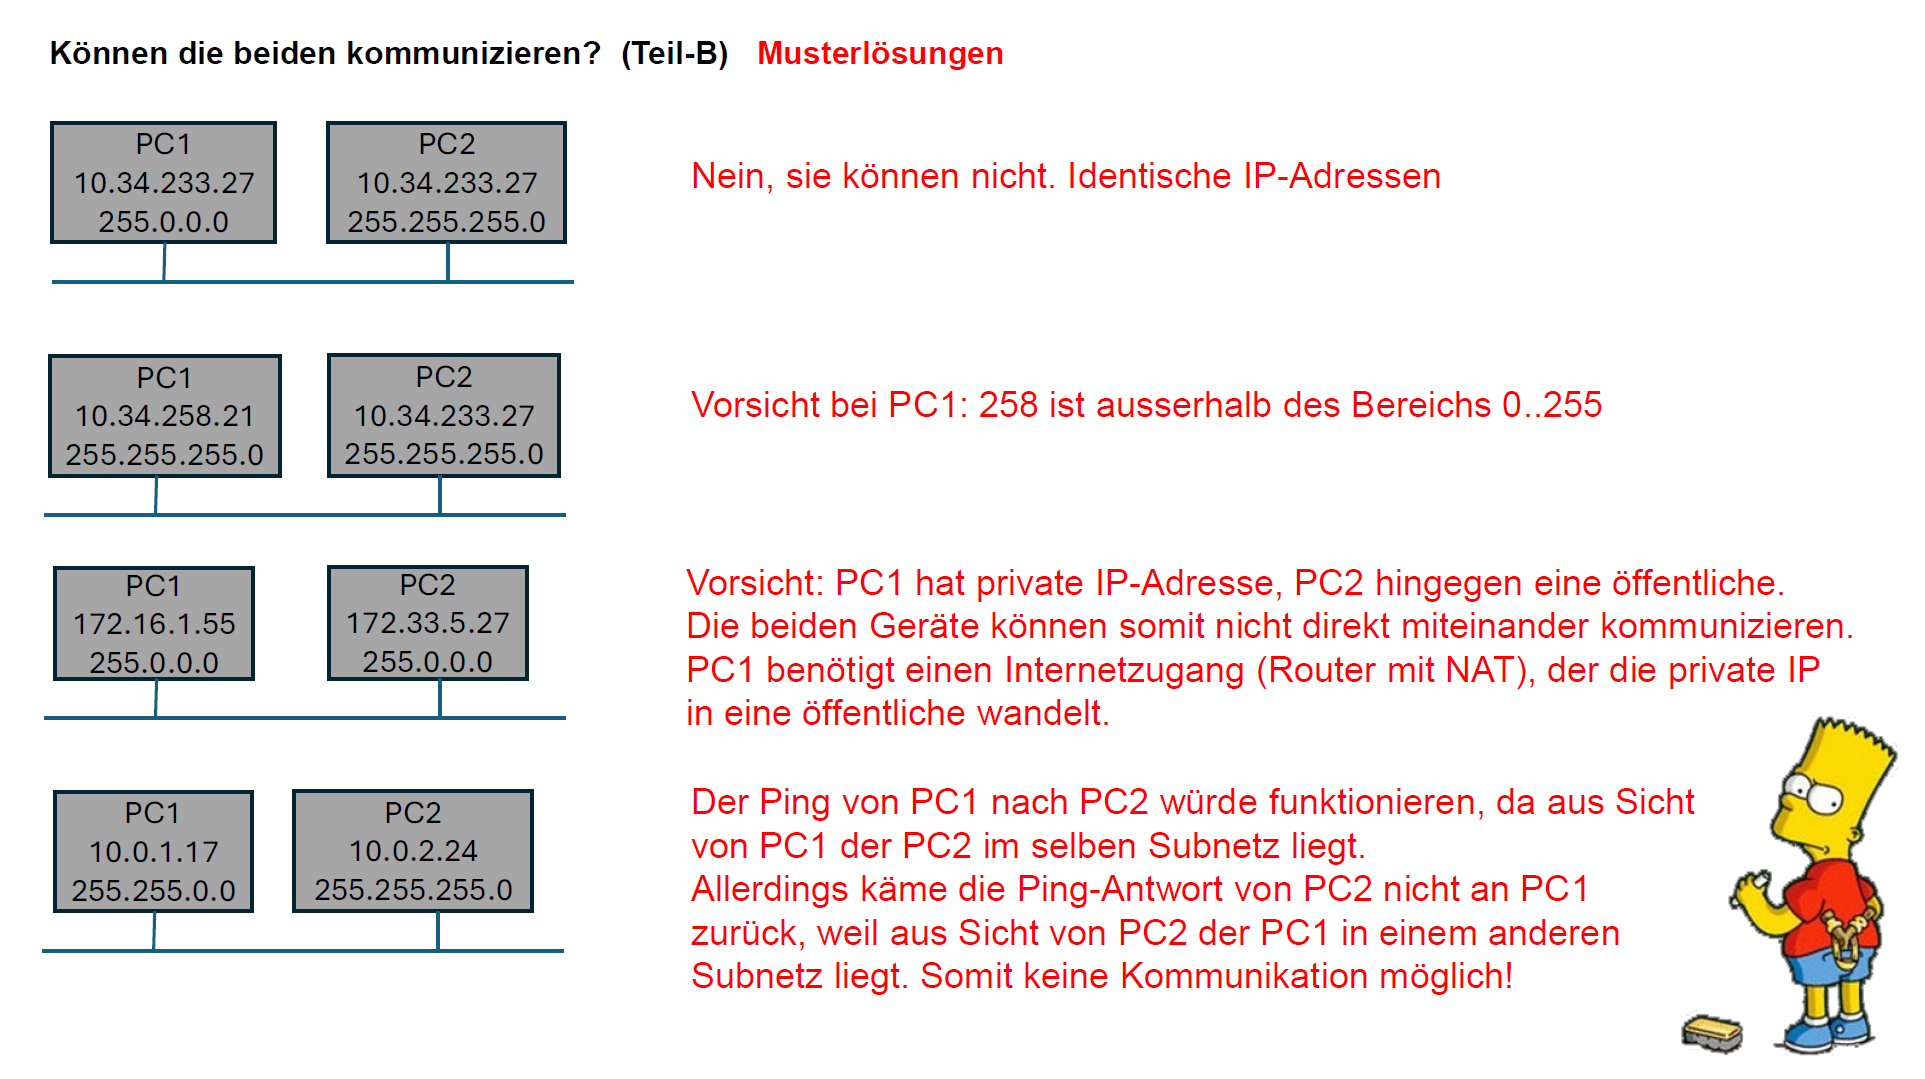 Können die beiden kommunizieren?  (Teil-B)   Musterlösungen
PC1
10.34.233.27
255.0.0.0
PC2
10.34.233.27
255.255.255.0
Nein, sie können nicht. Identische IP-Adressen
PC1
10.34.258.21
255.255.255.0
PC2
10.34.233.27
255.255.255.0
Vorsicht bei PC1: 258 ist ausserhalb des Bereichs 0..255
PC1
172.16.1.55
255.0.0.0
PC2
172.33.5.27
255.0.0.0
Vorsicht: PC1 hat private IP-Adresse, PC2 hingegen eine öffentliche.
Die beiden Geräte können somit nicht direkt miteinander kommunizieren.
PC1 benötigt einen Internetzugang (Router mit NAT), der die private IP
in eine öffentliche wandelt.
PC1
10.0.1.17
255.255.0.0
PC2
10.0.2.24
255.255.255.0
Der Ping von PC1 nach PC2 würde funktionieren, da aus Sicht
von PC1 der PC2 im selben Subnetz liegt.
Allerdings käme die Ping-Antwort von PC2 nicht an PC1
zurück, weil aus Sicht von PC2 der PC1 in einem anderen
Subnetz liegt. Somit keine Kommunikation möglich!